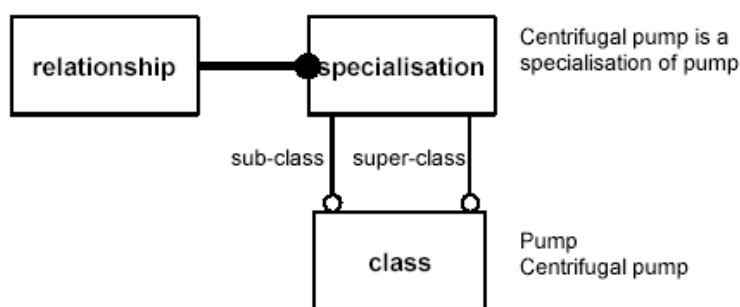 relationship
specialisation
Centrifugal pump is a
specialisation of pump
sub-class
super-class
class
Pump
Centrifugal pump